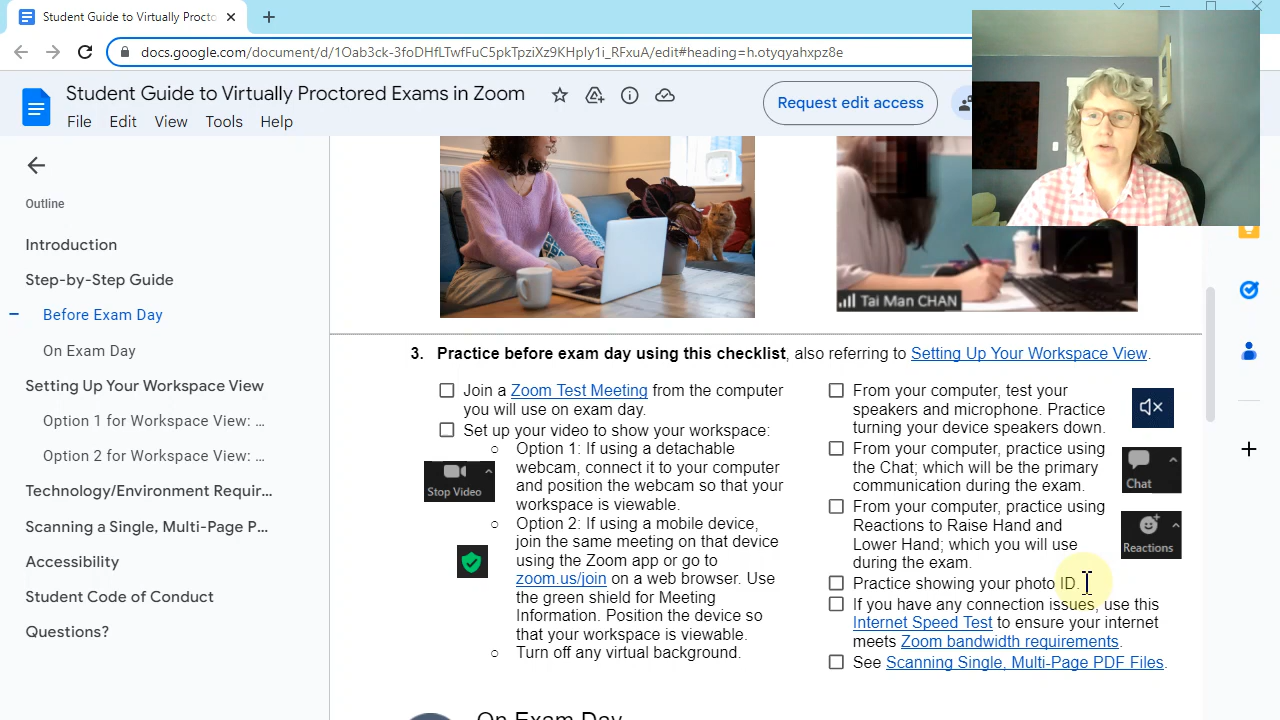 Student Guide to Virtually Procto
docs.google.com/document/d/1Oab3ck-3foDHfLTwfFuC5pkTpziXz9KHply1i_RFxuA/edit#heading=h.otyqyahxpz8e
Student Guide to Virtually Proctored Exams in Zoom
Request edit access
File Edit View Tools Help
Outline
Introduction
Step-by-Step Guide
Before Exam Day
On Exam Day
Setting Up Your Workspace View
Option 1 for Workspace View: ...
Option 2 for Workspace View: ...
Technology/Environment Requir...
Scanning a Single, Multi-Page P...
Accessibility
Student Code of Conduct
Questions?
Tai Man CHAN
3. Practice before exam day using this checklist, also referring to Setting Up Your Workspace View.
Join a Zoom Test Meeting from the computer
you will use on exam day.
Set up your video to show your workspace:
Option 1: If using a detachable
webcam, connect it to your computer
and position the webcam so that your
workspace is viewable.
Stop Video
Option 2: If using a mobile device,
join the same meeting on that device
using the Zoom app or go to
zoom.us/join on a web browser. Use
the green shield for Meeting
Information. Position the device so
that your workspace is viewable.
Turn off any virtual background.
From your computer, test your
speakers and microphone. Practice
turning your device speakers down.
From your computer, practice using
the Chat; which will be the primary
communication during the exam.
Chat
From your computer, practice using
Reactions to Raise Hand and
Lower Hand; which you will use
during the exam.
Reactions
Practice showing your photo ID.
If you have any connection issues, use this
Internet Speed Test to ensure your internet
meets Zoom bandwidth requirements.
See Scanning Single, Multi-Page PDF Files.
On Exam Day